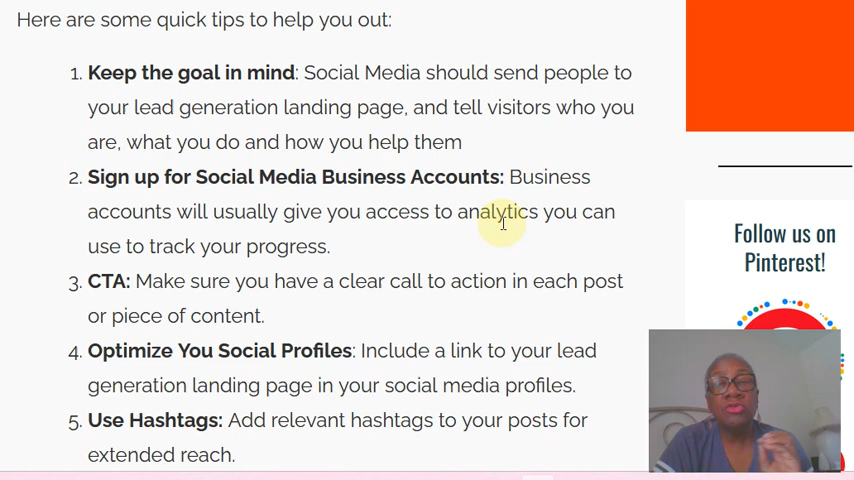 Here are some quick tips to help you out:
1. Keep the goal in mind: Social Media should send people to
your lead generation landing page, and tell visitors who you
are, what you do and how you help them
2. Sign up for Social Media Business Accounts: Business
accounts will usually give you access to analytics you can
use to track your progress.
3. CTA: Make sure you have a clear call to action in each post
or piece of content.
4. Optimize You Social Profiles: Include a link to your lead
generation landing page in your social media profiles.
5. Use Hashtags: Add relevant hashtags to your posts for
extended reach.
Follow us on
Pinterest!